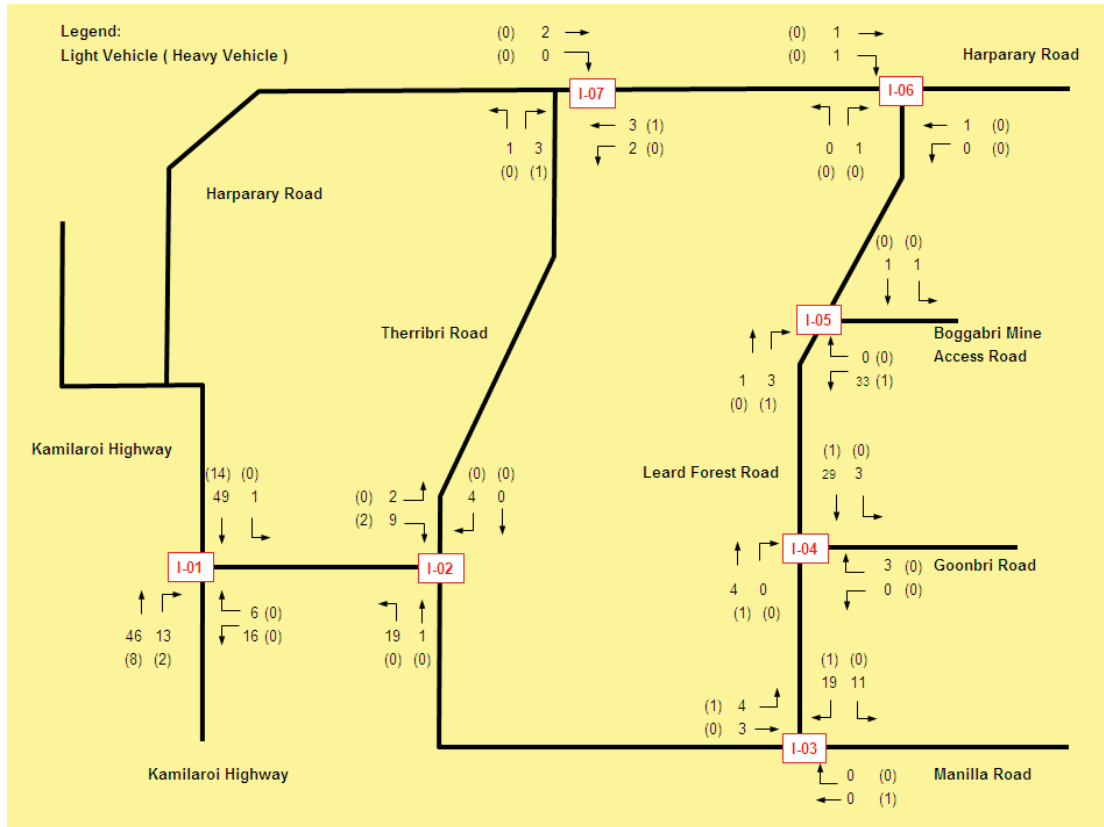 Legend:
Light Vehicle ( Heavy Vehicle )
(0) 2
(0) 0
(0) 1
(0) 1
Harparary Road
I-07
I-06
3 (1)
2 (0)
1 3
(0) (1)
1 (0)
0 (0)
0 1
(0) (0)
Harparary Road
(0) (0)
1 1
Therribri Road
I-05
Boggabri Mine
Access Road
0 (0)
33 (1)
1 3
(0) (1)
Kamilaroi Highway
(14) (0)
49 1
(0) 2
(2) 9
(0) (0)
4 0
Leard Forest Road
(1) (0)
29 3
I-01
I-02
I-04
Goonbri Road
3 (0)
0 (0)
4 0
(1) (0)
6 (0)
16 (0)
46 13
(8) (2)
19 1
(0) (0)
(1) (0)
19 11
(1) 4
(0) 3
I-03
Kamilaroi Highway
Manilla Road
0 (0)
0 (1)